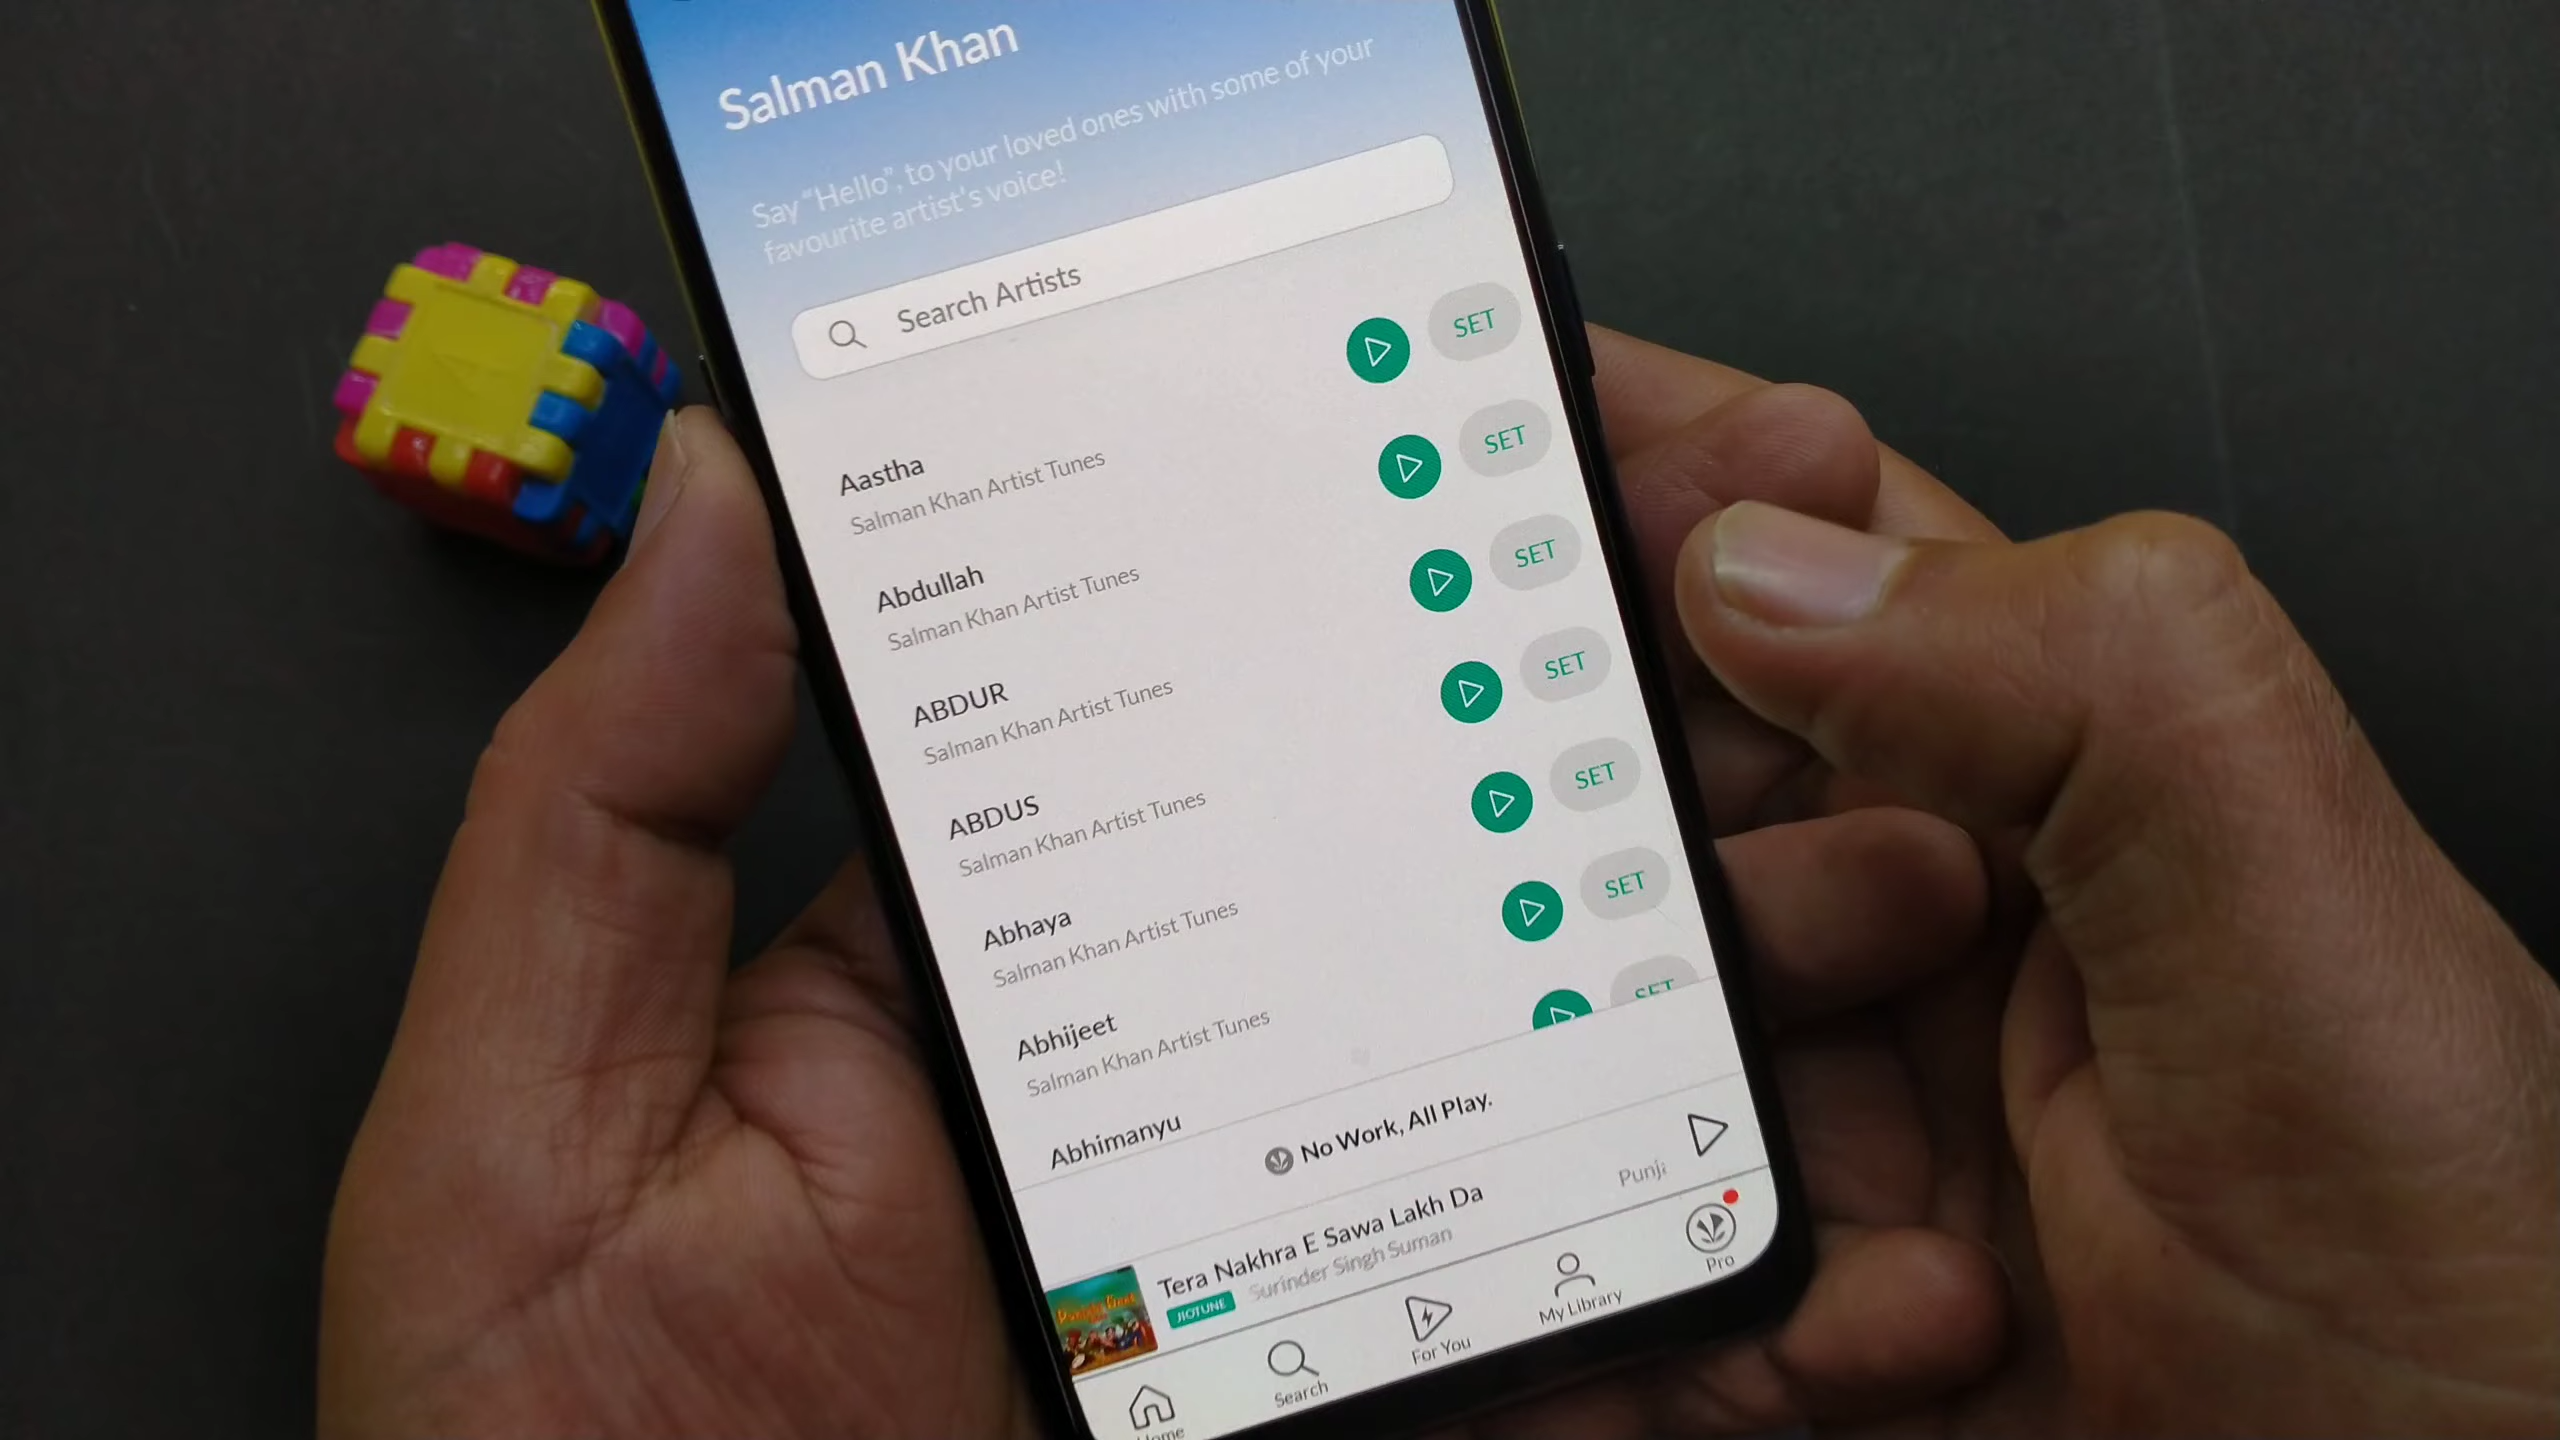 Salman Khan
Say "Hello", to your loved ones with some of your
favourite artist's voice!
Search Artists
Aastha
Salman Khan Artist Tunes
SET
Abdullah
Salman Khan Artist Tunes
SET
ABDUR
Salman Khan Artist Tunes
SET
ABDUS
Salman Khan Artist Tunes
SET
Abhaya
Salman Khan Artist Tunes
SET
Abhijeet
Salman Khan Artist Tunes
SET
Abhimanyu
SET
No Work, All Play.
Tera Nakhra E Sawa Lakh Da
JIOTUNE Surinder Singh Suman
Home
Search
For You
My Library
Pro